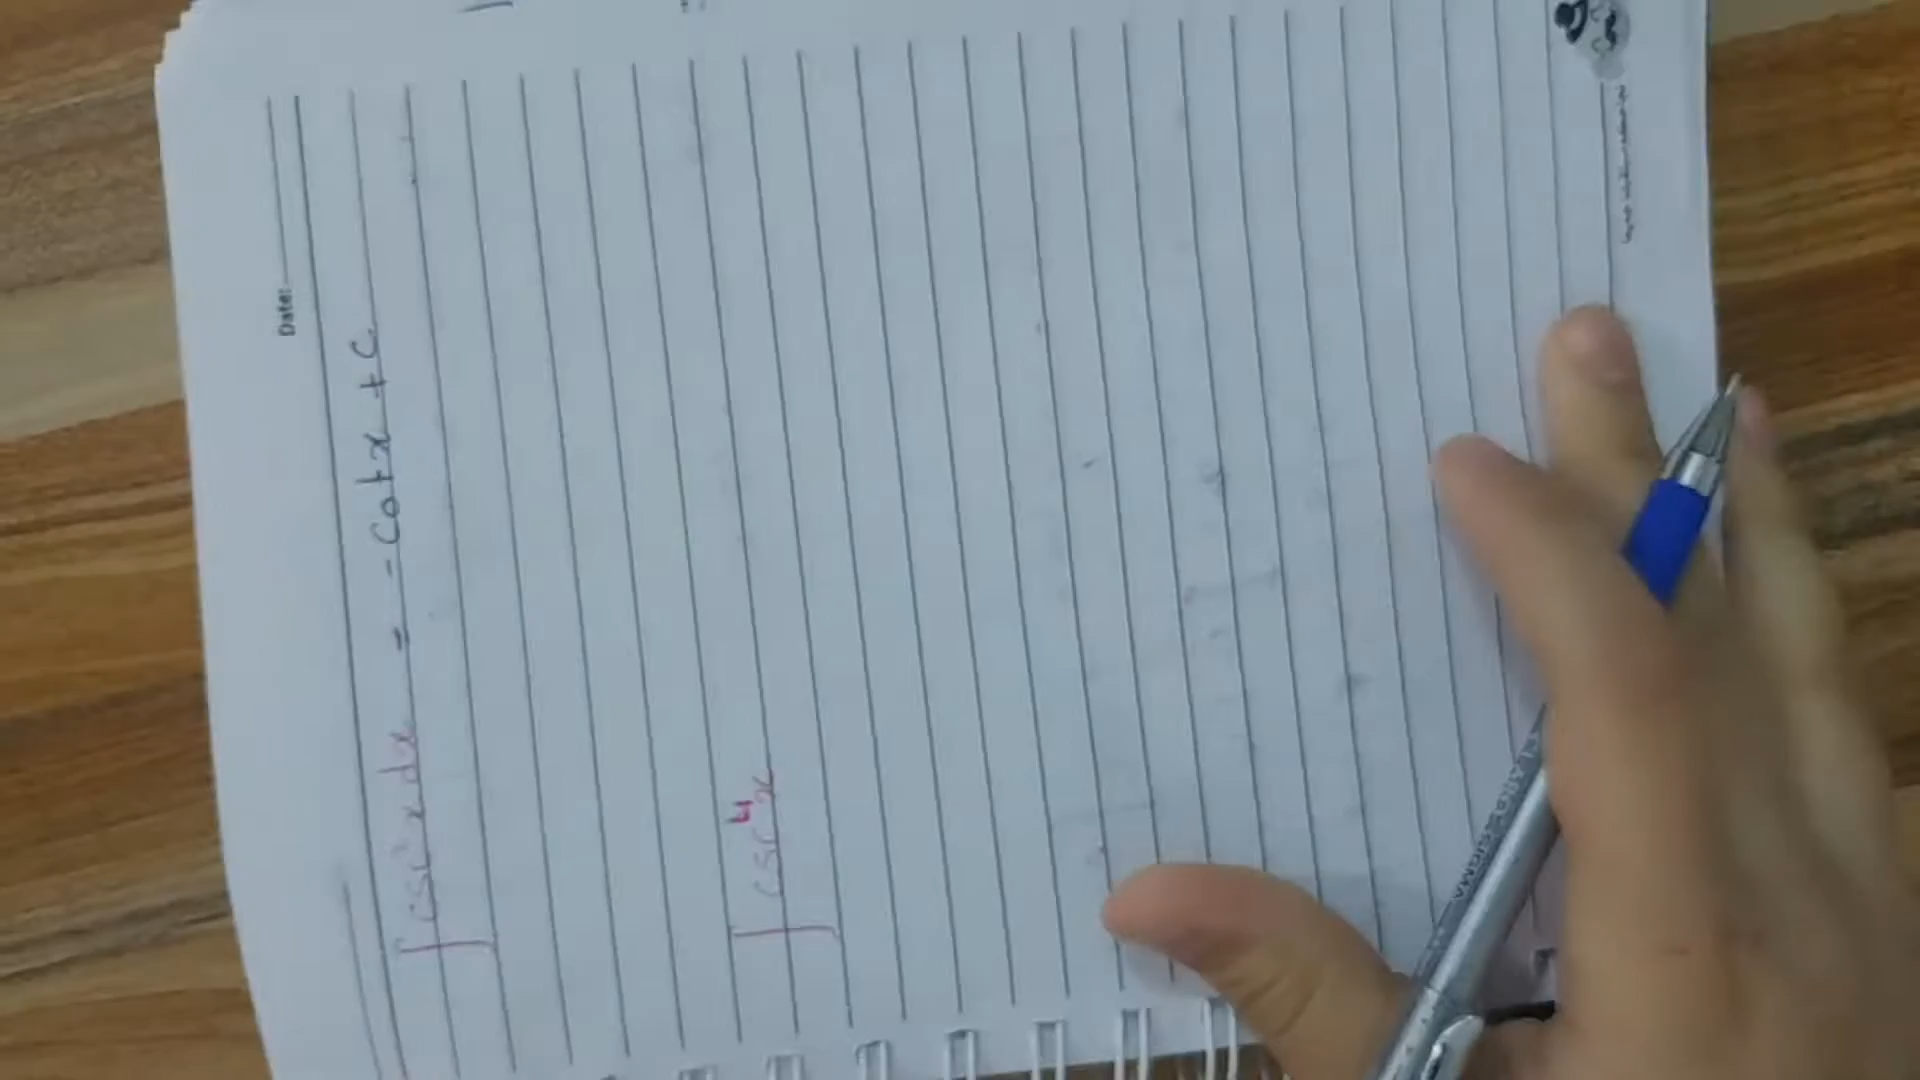 Date:
∫ csc²x dx = -cotx + c
∫ csc⁴x